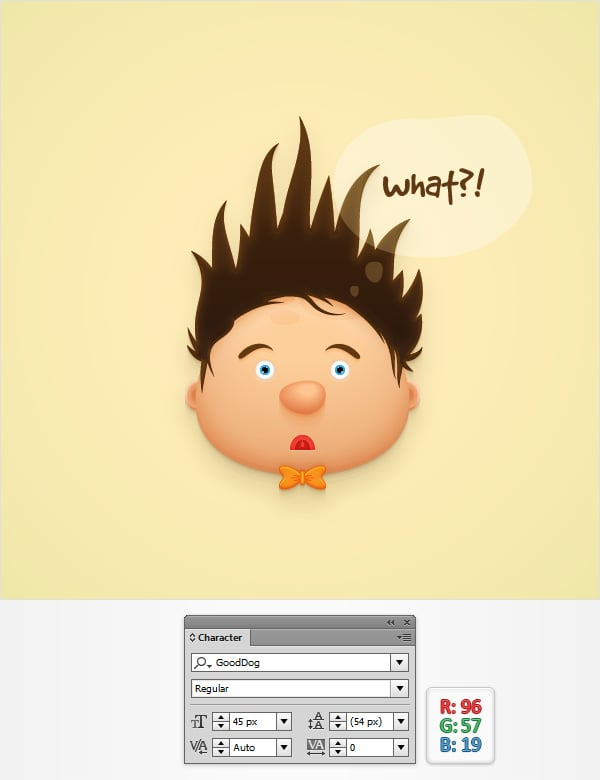 what?!
Character
GoodDog
Regular
45 px
(54 px)
Auto
0
R: 96
G: 57
B: 19